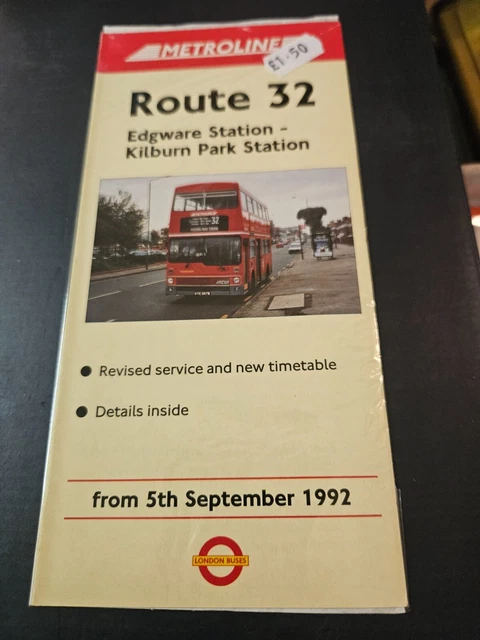 METROLINE
£1.50
Route 32
Edgware Station -
Kilburn Park Station
32
● Revised service and new timetable
● Details inside
from 5th September 1992
LONDON BUSES